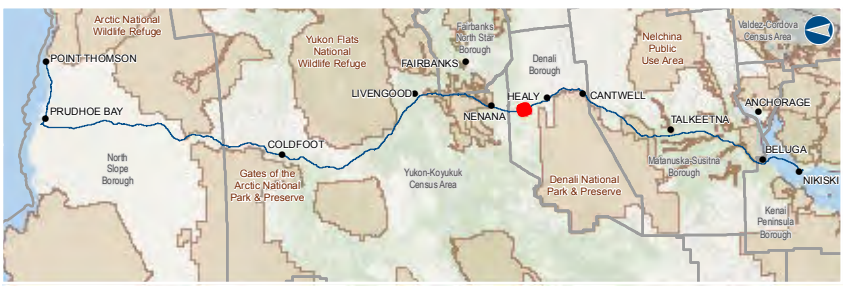 Arctic National
Wildlife Refuge
POINT THOMSON
PRUDHOE BAY
North
Slope
Borough
COLDFOOT
Gates of the
Arctic National
Park & Preserve
Yukon Flats
National
Wildlife Refuge
LIVENGOOD
FAIRBANKS
Fairbanks
North Star
Borough
NENANA
Yukon-Koyukuk
Census Area
Denali
Borough
HEALY
CANTWELL
Denali National
Park & Preserve
Nelchina
Public
Use Area
TALKEETNA
Matanuska-Susitna
Borough
Valdez-Cordova
Census Area
ANCHORAGE
BELUGA
NIKISKI
Kenai
Peninsula
Borough